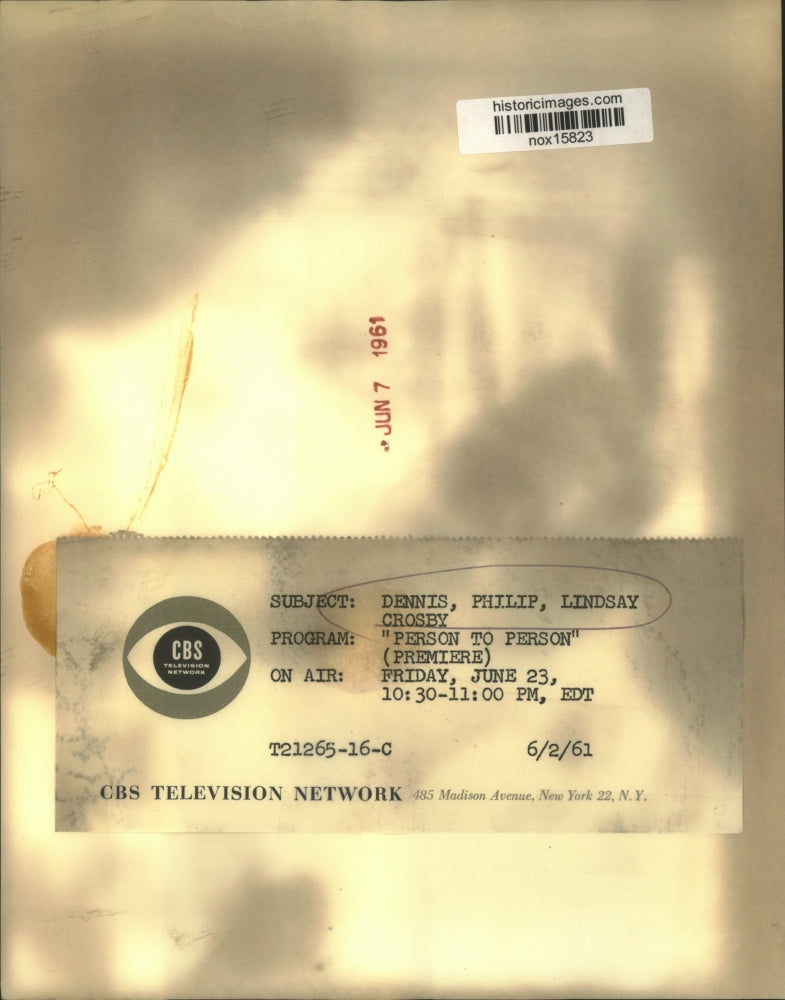 historicimages.com
nox15823
JUN 7 1961
SUBJECT: DENNIS, PHILIP, LINDSAY
CROSBY
PROGRAM: "PERSON TO PERSON"
(PREMIERE)
ON AIR: FRIDAY, JUNE 23,
10:30-11:00 PM, EDT
CBS
TELEVISION
NETWORK
T21265-16-C 6/2/61
CBS TELEVISION NETWORK 485 Madison Avenue, New York 22, N.Y.